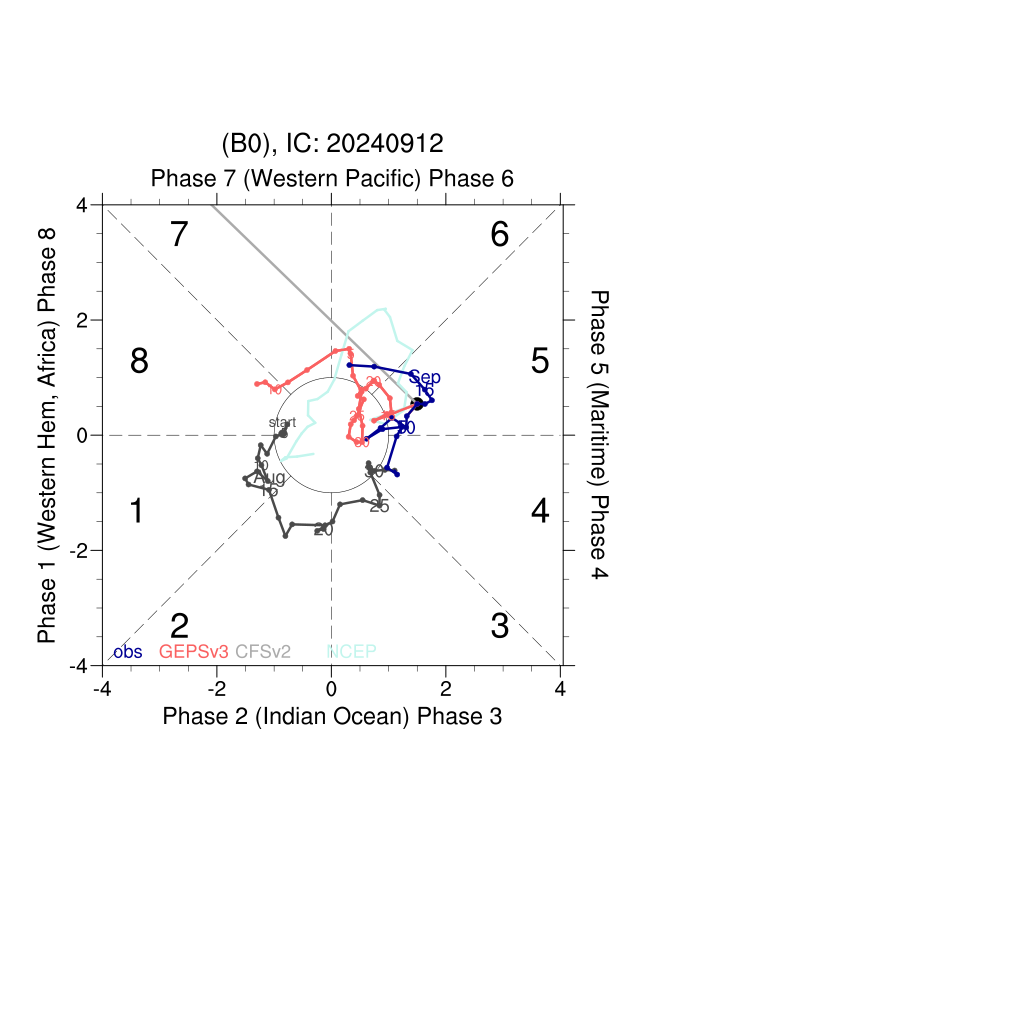 (B0), IC: 20240912
Phase 7 (Western Pacific) Phase 6
4
7
6
Phase 1 (Western Hem, Africa) Phase 8
Phase 5 (Maritime) Phase 4
2
8
5
Sep
start
0
Aug
15
10
30
25
20
1
4
-2
2
3
obs GEPSv3 CFSv2 NCEP
-4
-4 -2 0 2 4
Phase 2 (Indian Ocean) Phase 3